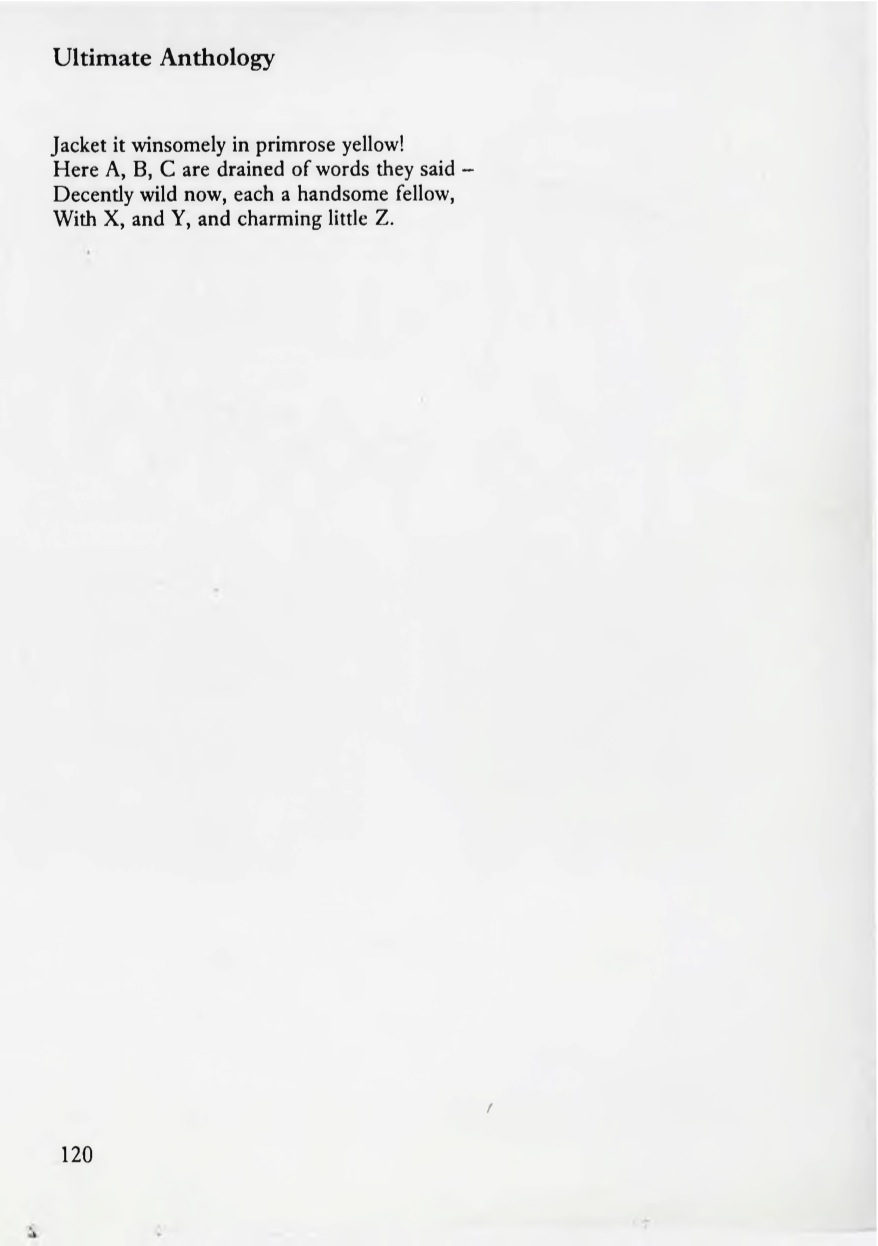 Ultimate Anthology
Jacket it winsomely in primrose yellow!
Here A, B, C are drained of words they said –
Decently wild now, each a handsome fellow,
With X, and Y, and charming little Z.
120